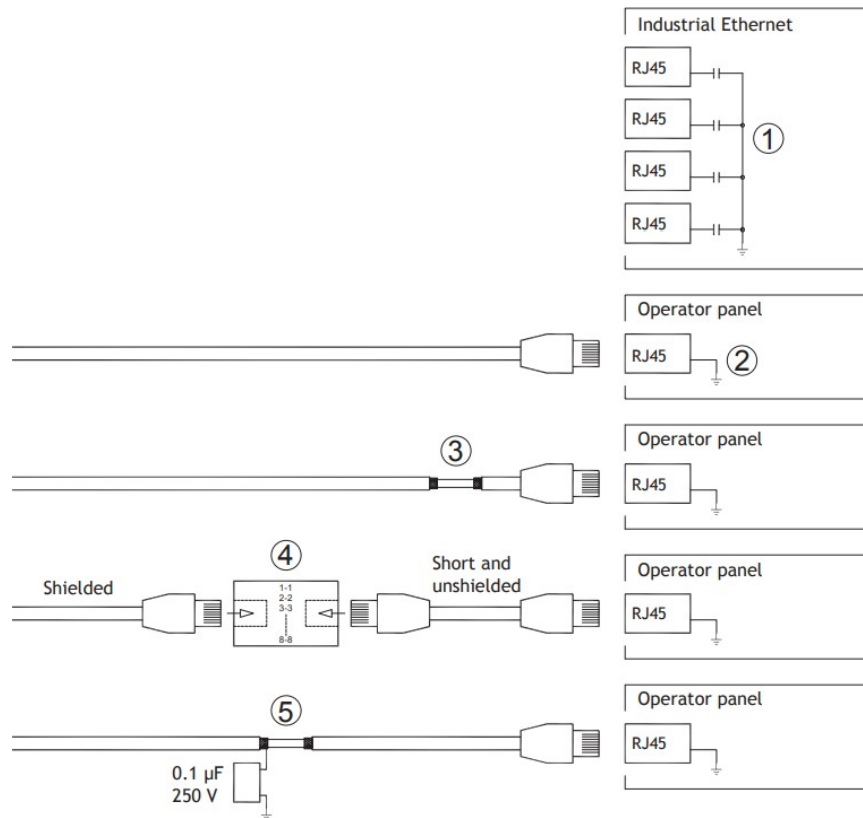 Industrial Ethernet
RJ45
RJ45
①
RJ45
RJ45
Operator panel
RJ45
②
Operator panel
③
RJ45
④
Operator panel
Shielded
Short and
unshielded
1-1
2-2
3-3
8-8
RJ45
Operator panel
⑤
RJ45
0.1 µF
250 V